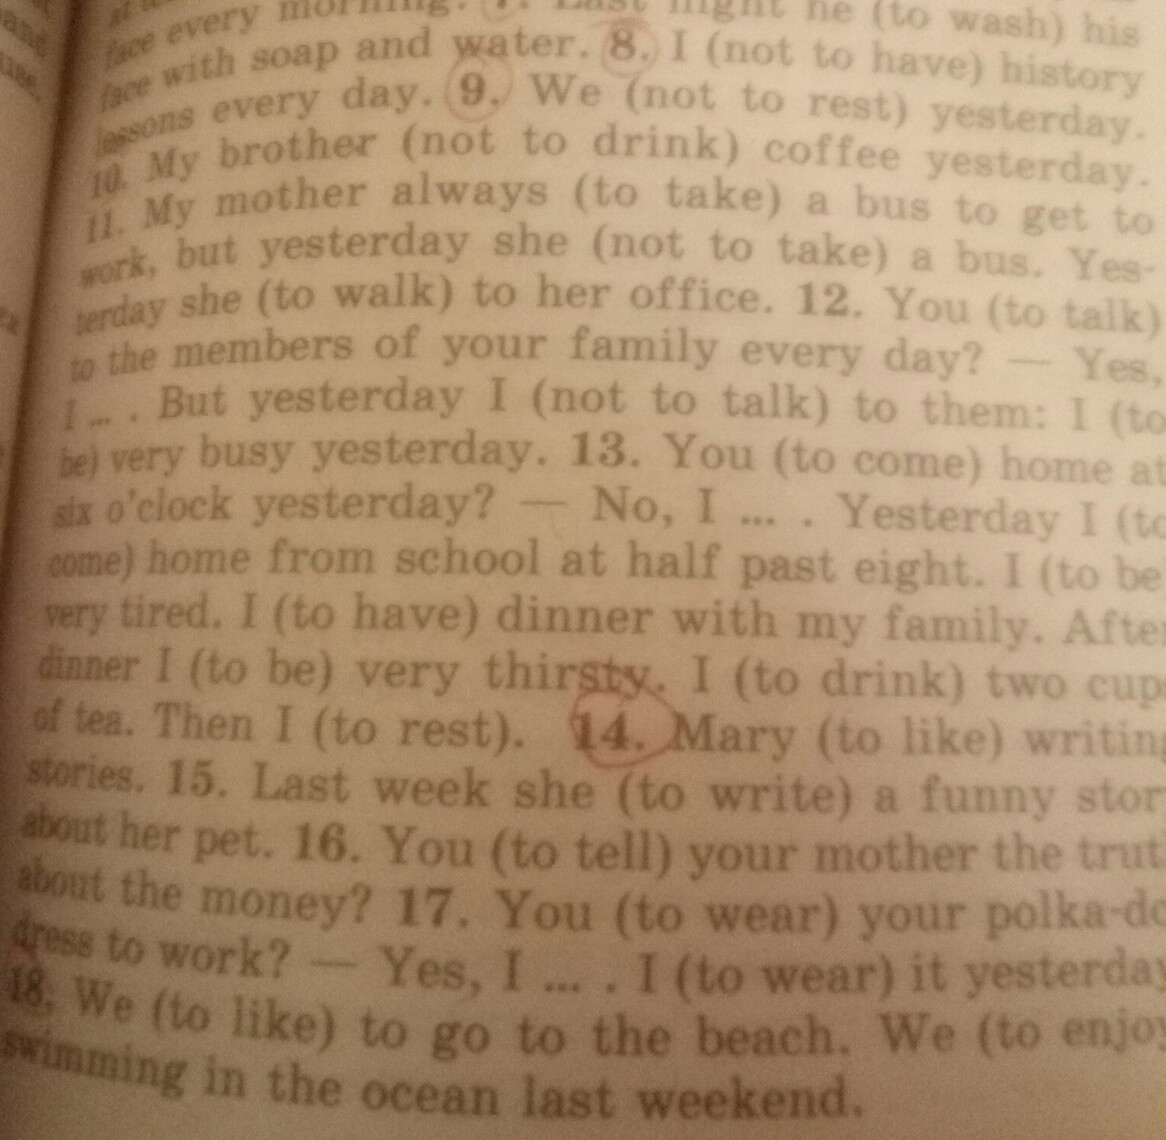 face every morning. 7. Last night he (to wash) his
face with soap and water. 8. I (not to have) history
lessons every day. 9. We (not to rest) yesterday.
10. My brother (not to drink) coffee yesterday.
11. My mother always (to take) a bus to get to
work, but yesterday she (not to take) a bus. Yes-
terday she (to walk) to her office. 12. You (to talk)
to the members of your family every day? — Yes,
I ... . But yesterday I (not to talk) to them: I (to
be) very busy yesterday. 13. You (to come) home at
six o'clock yesterday? — No, I ... . Yesterday I (to
come) home from school at half past eight. I (to be
very tired. I (to have) dinner with my family. After
dinner I (to be) very thirsty. I (to drink) two cup
of tea. Then I (to rest). 14. Mary (to like) writing
stories. 15. Last week she (to write) a funny stor
about her pet. 16. You (to tell) your mother the trut
about the money? 17. You (to wear) your polka-do
dress to work? — Yes, I ... . I (to wear) it yesterday
18. We (to like) to go to the beach. We (to enjoy
swimming in the ocean last weekend.